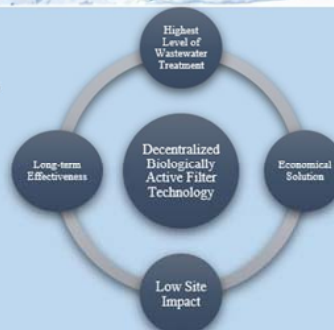 Highest
Level of
Wastewater
Treatment
Long-term
Effectiveness
Decentralized
Biologically
Active Filter
Technology
Economical
Solution
Low Site
Impact